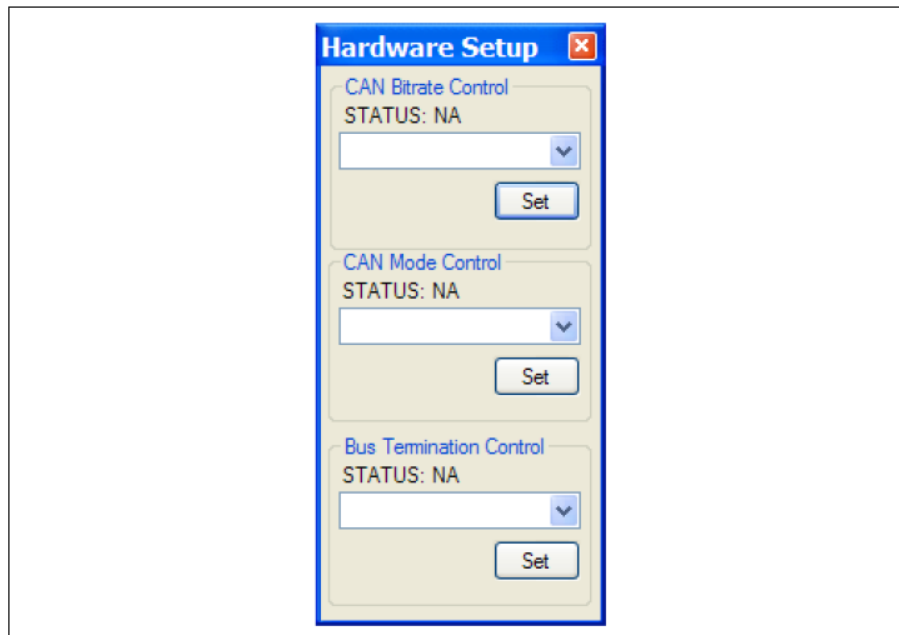 Hardware Setup
CAN Bitrate Control
STATUS: NA
Set
CAN Mode Control
STATUS: NA
Set
Bus Termination Control
STATUS: NA
Set